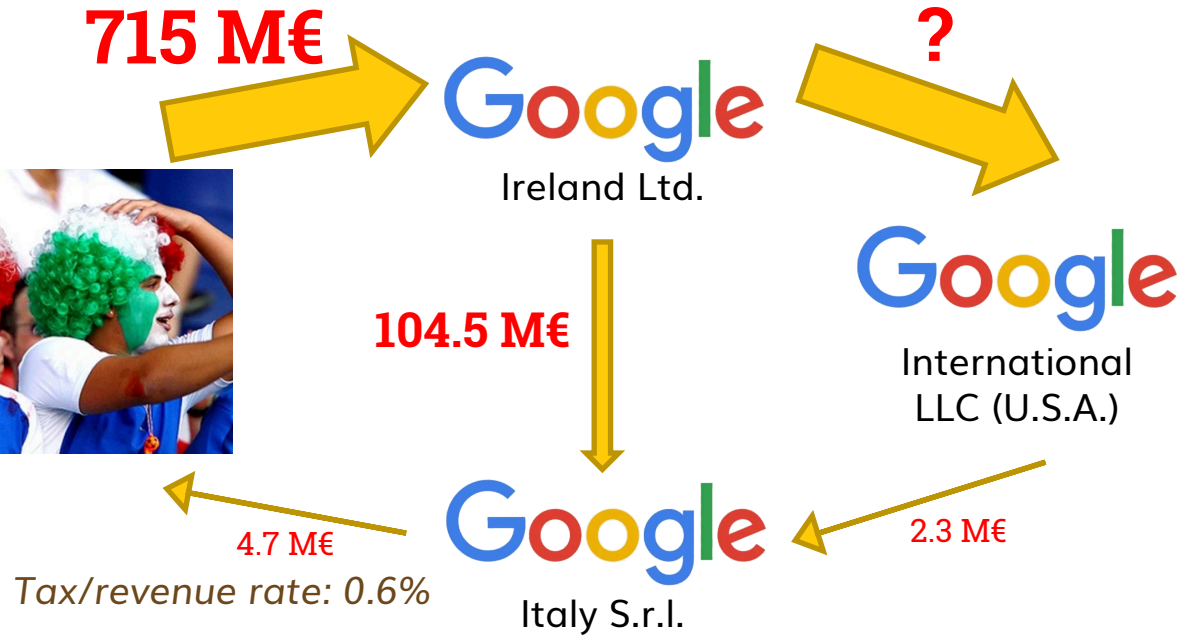 715 M€
?
Google
Ireland Ltd.
Google
International
LLC (U.S.A.)
104.5 M€
2.3 M€
4.7 M€
Tax/revenue rate: 0.6%
Google
Italy S.r.l.